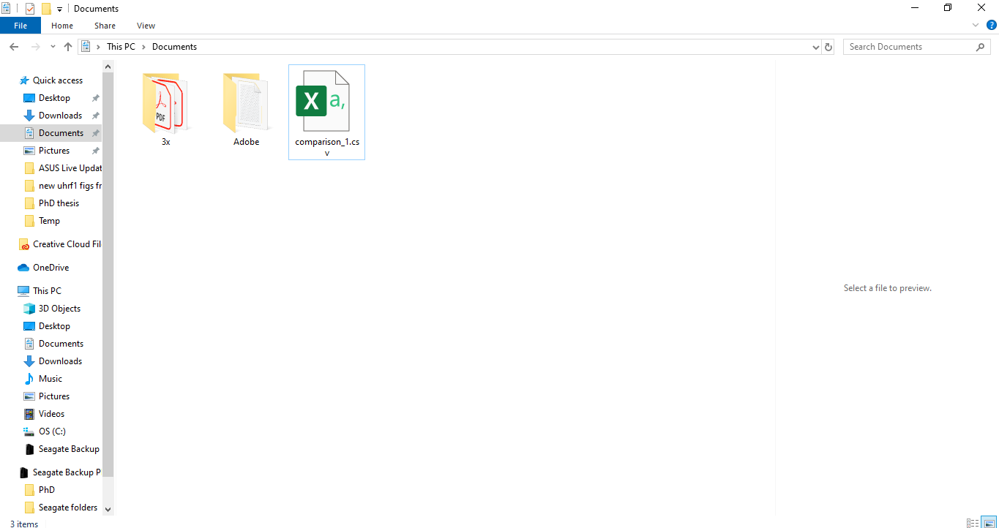 Documents
File
Home
Share
View
This PC
Documents
Search Documents
Quick access
Desktop
Downloads
Documents
Pictures
ASUS Live Updat
new uhrf1 figs fr
PhD thesis
Temp
Creative Cloud Fil
OneDrive
This PC
3D Objects
Desktop
Documents
Downloads
Music
Pictures
Videos
OS (C:)
Seagate Backup
Seagate Backup P
PhD
Seagate folders
PDF
3x
Adobe
X a,
comparison_1.cs
v
Select a file to preview.
3 items